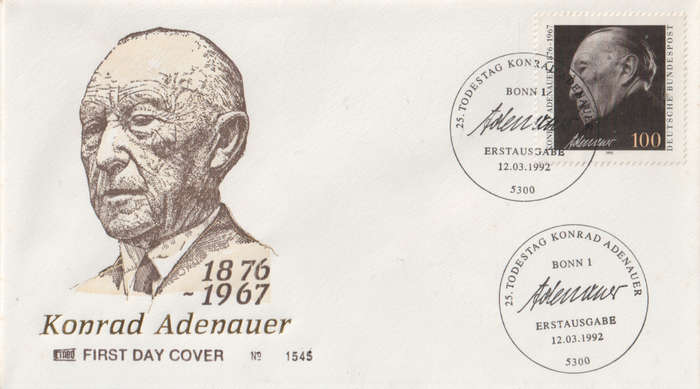 KONRAD ADENAUER 1876-1967
DEUTSCHE BUNDESPOST
Adenauer
100
25. TODESTAG KONRAD ADENAUER
BONN 1
Adenauer
ERSTAUSGABE
12.03.1992
5300
1876
-1967
Konrad Adenauer
FIRST DAY COVER No 1545
25. TODESTAG KONRAD ADENAUER
BONN 1
Adenauer
ERSTAUSGABE
12.03.1992
5300